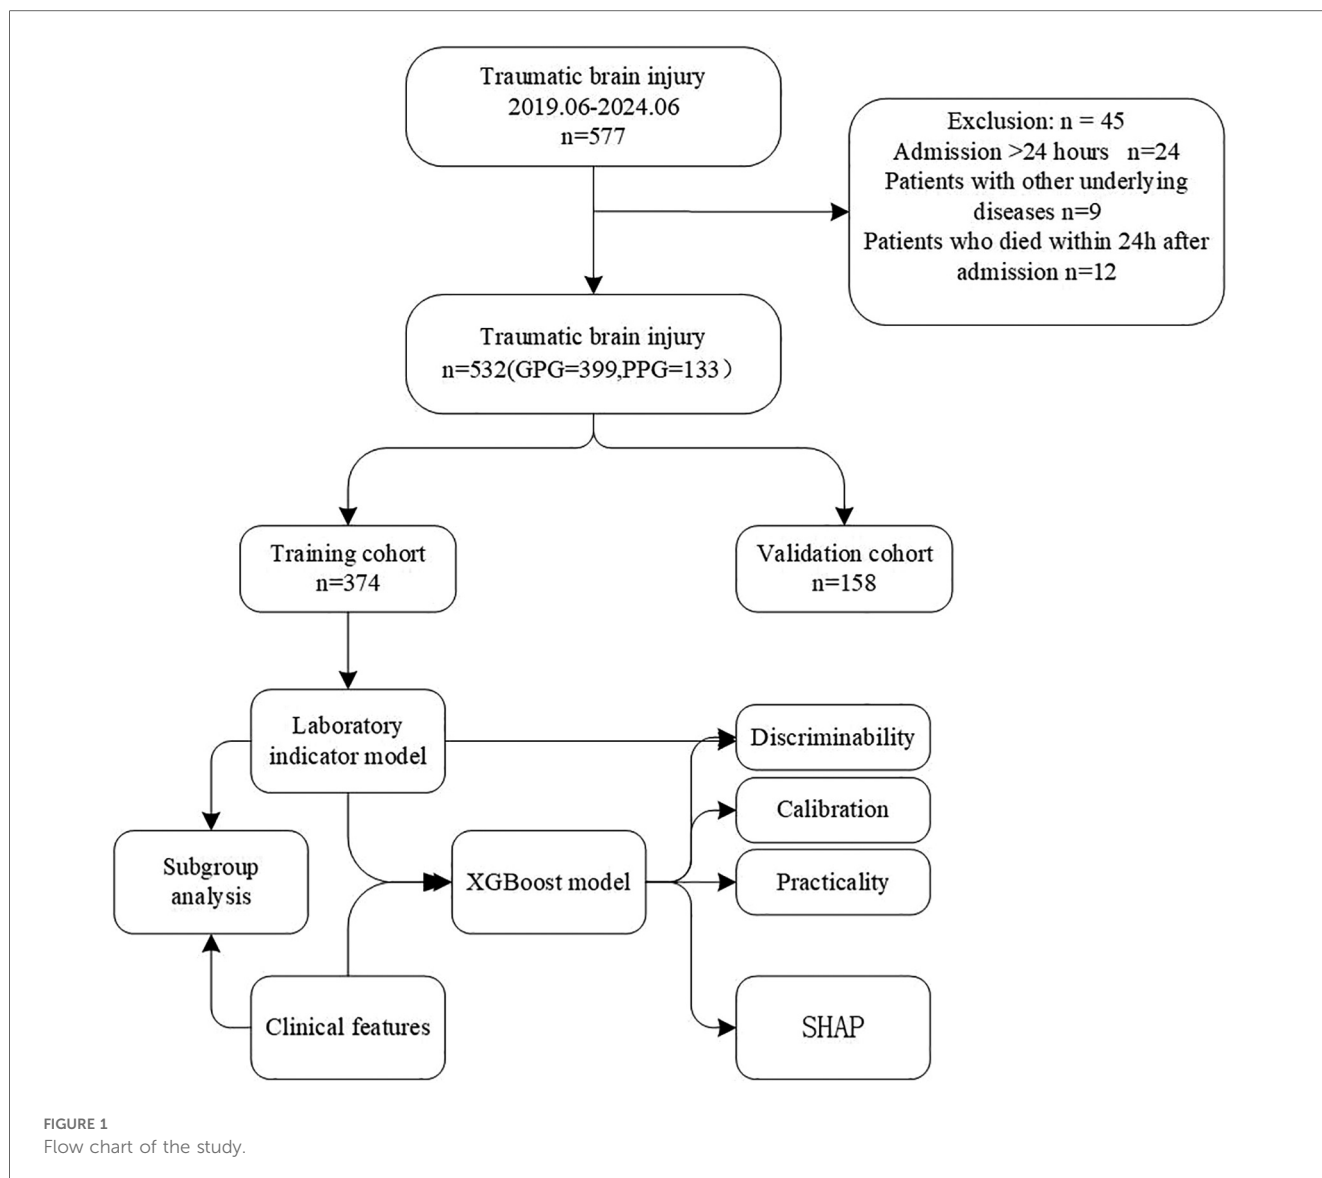 Traumatic brain injury
2019.06-2024.06
n=577
Exclusion: n = 45
Admission >24 hours n=24
Patients with other underlying
diseases n=9
Patients who died within 24h after
admission n=12
Traumatic brain injury
n=532(GPG=399,PPG=133）
Training cohort
n=374
Validation cohort
n=158
Laboratory
indicator model
Discriminability
Calibration
Subgroup
analysis
XGBoost model
Practicality
Clinical features
SHAP
FIGURE 1
Flow chart of the study.